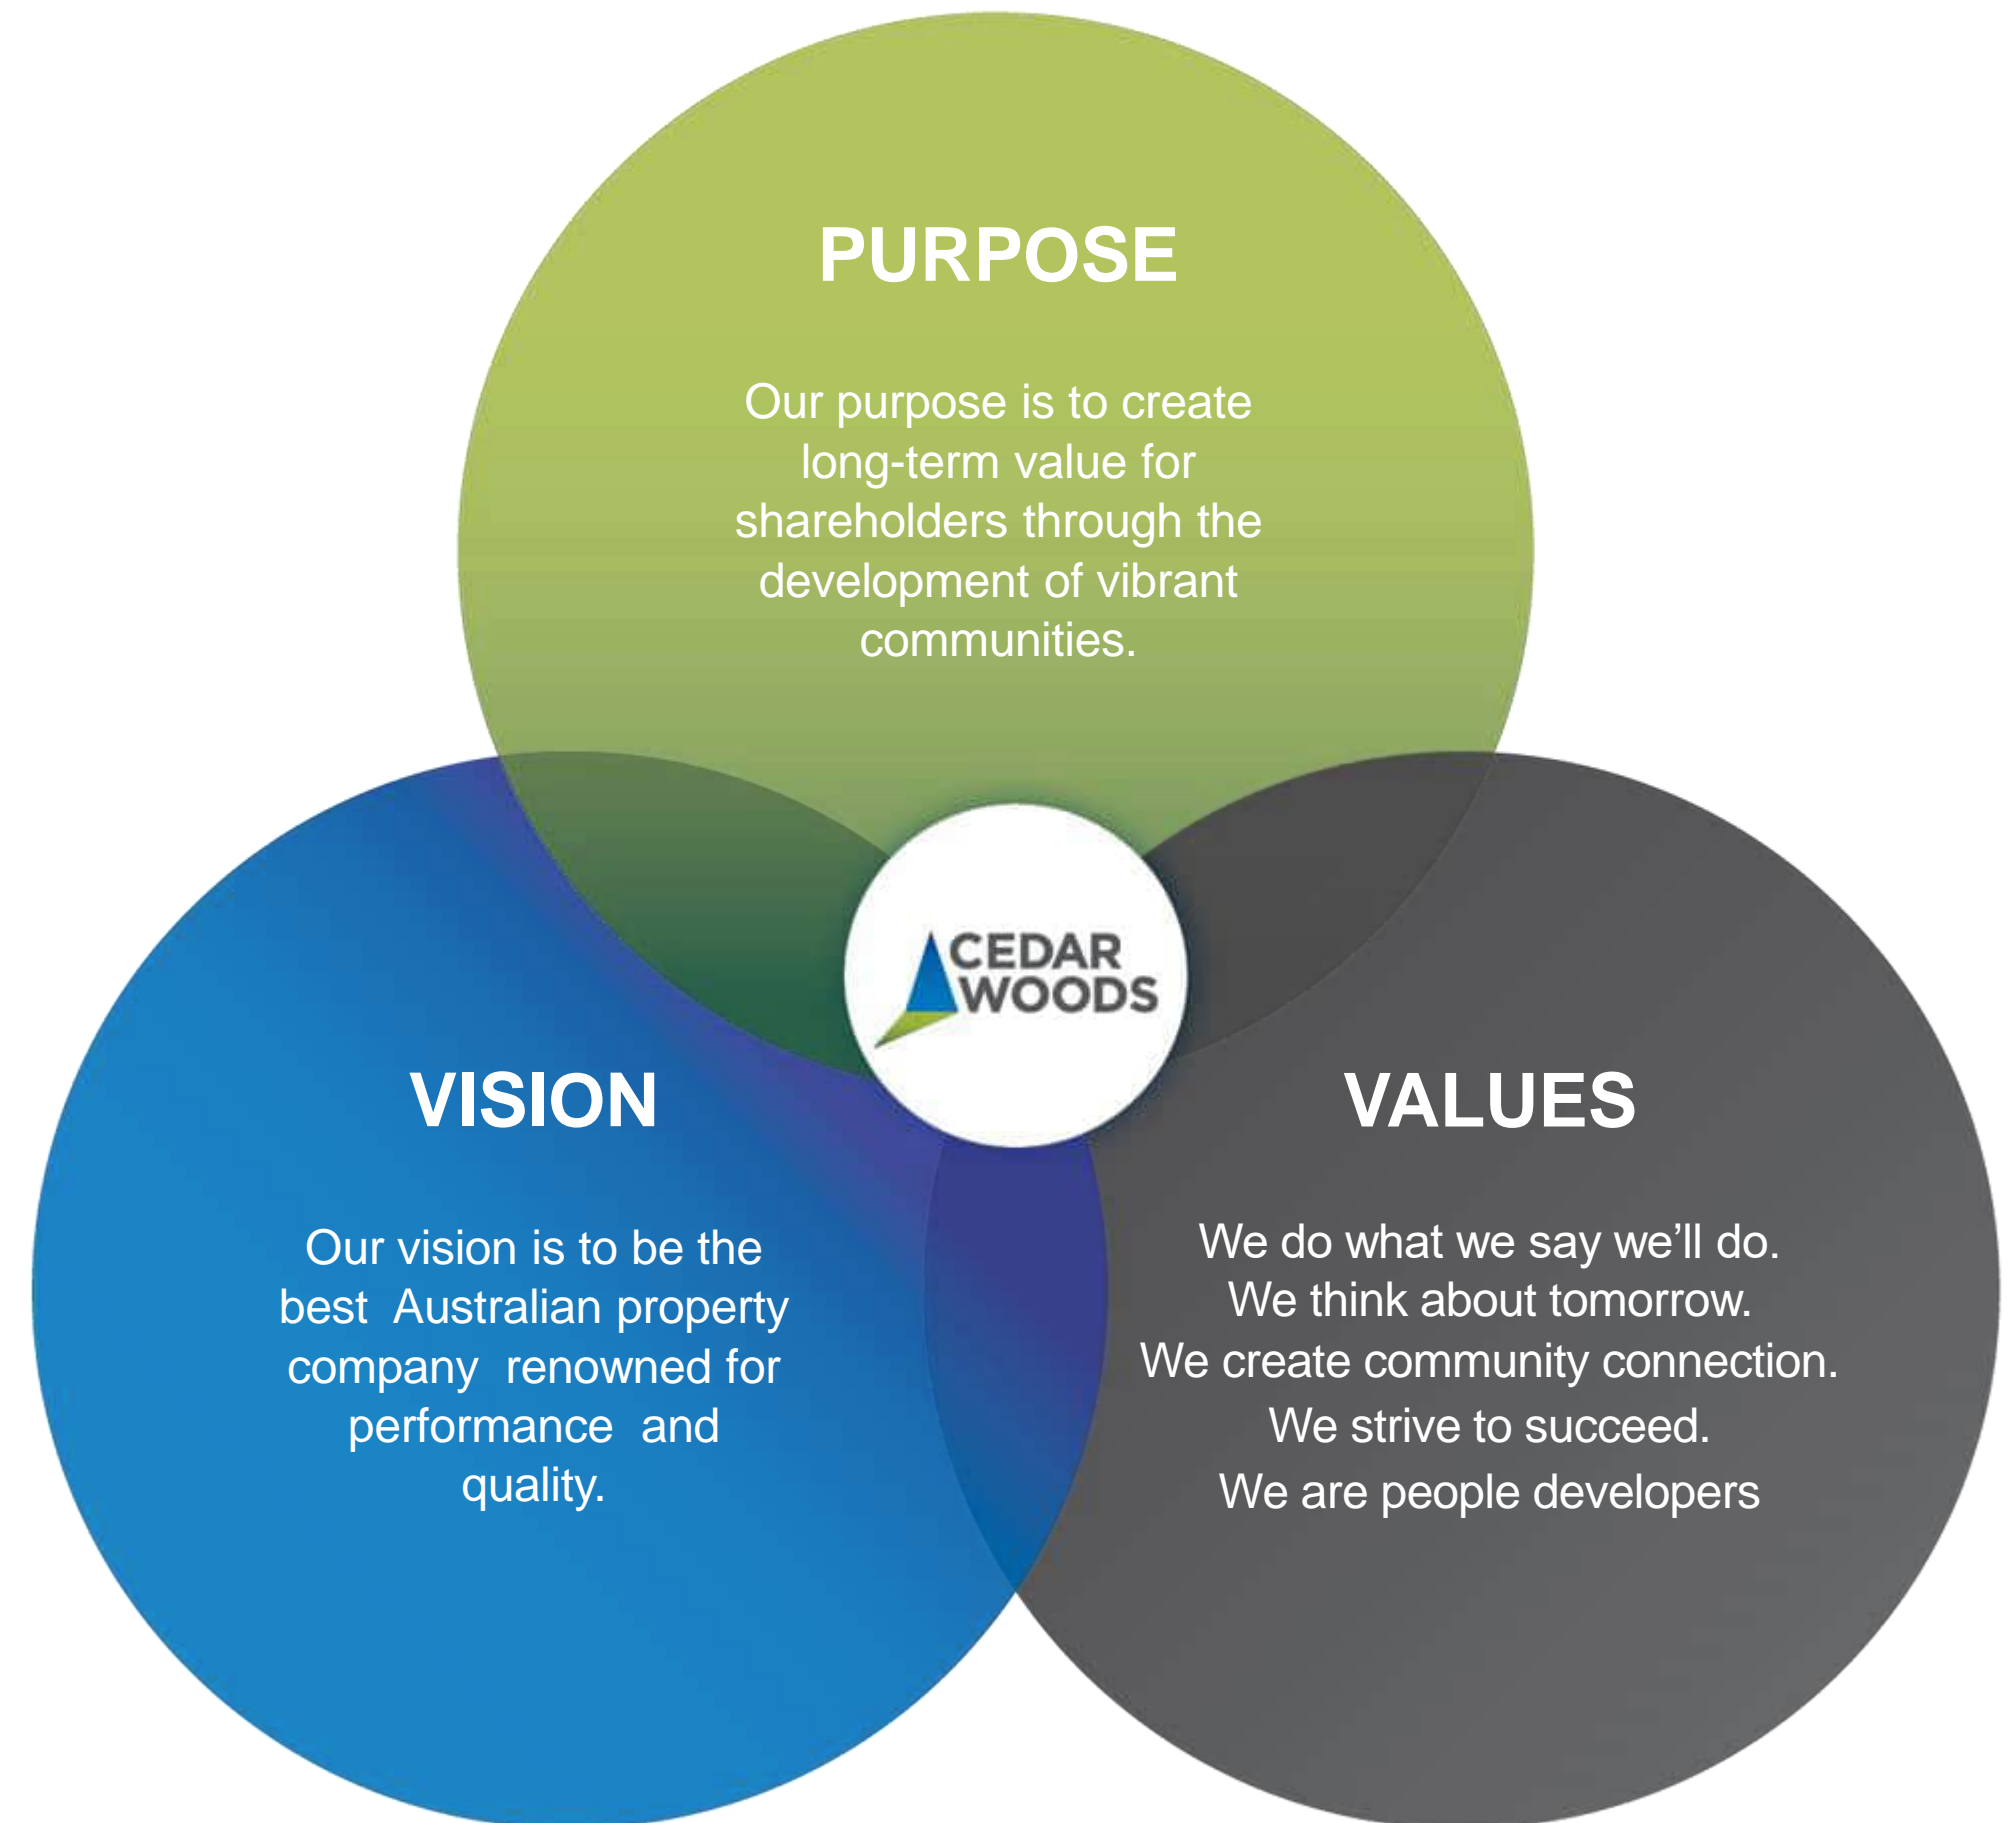 PURPOSE
Our purpose is to create
long-term value for
shareholders through the
development of vibrant
communities.
CEDAR
WOODS
VISION
Our vision is to be the
best Australian property
company renowned for
performance and
quality.
VALUES
We do what we say we’ll do.
We think about tomorrow.
We create community connection.
We strive to succeed.
We are people developers